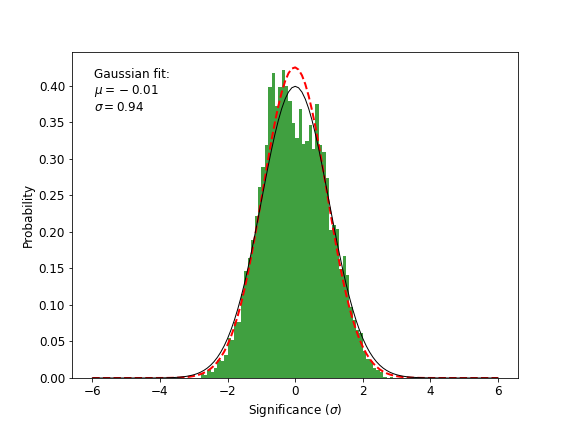 Gaussian fit:
μ = −0.01
σ = 0.94
0.40
0.35
0.30
0.25
0.20
0.15
0.10
0.05
0.00
Probability
−6 −4 −2 0 2 4 6
Significance (σ)